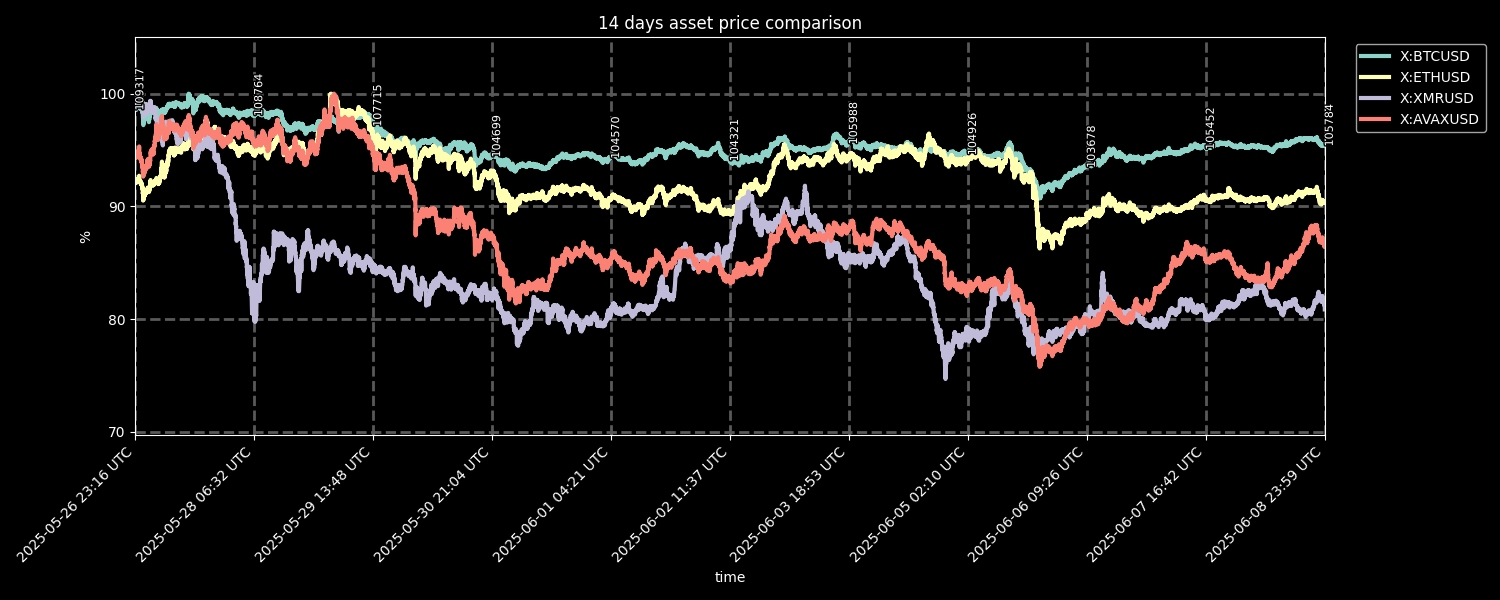 14 days asset price comparison
X:BTCUSD
X:ETHUSD
X:XMRUSD
X:AVAXUSD
%
100
90
80
70
109317
108764
107715
104699
104570
104321
105988
104926
103678
105452
105784
2025-05-26 23:16 UTC
2025-05-28 06:32 UTC
2025-05-29 13:48 UTC
2025-05-30 21:04 UTC
2025-06-01 04:21 UTC
2025-06-02 11:37 UTC
2025-06-03 18:53 UTC
2025-06-05 02:10 UTC
2025-06-06 09:26 UTC
2025-06-07 16:42 UTC
2025-06-08 23:59 UTC
time